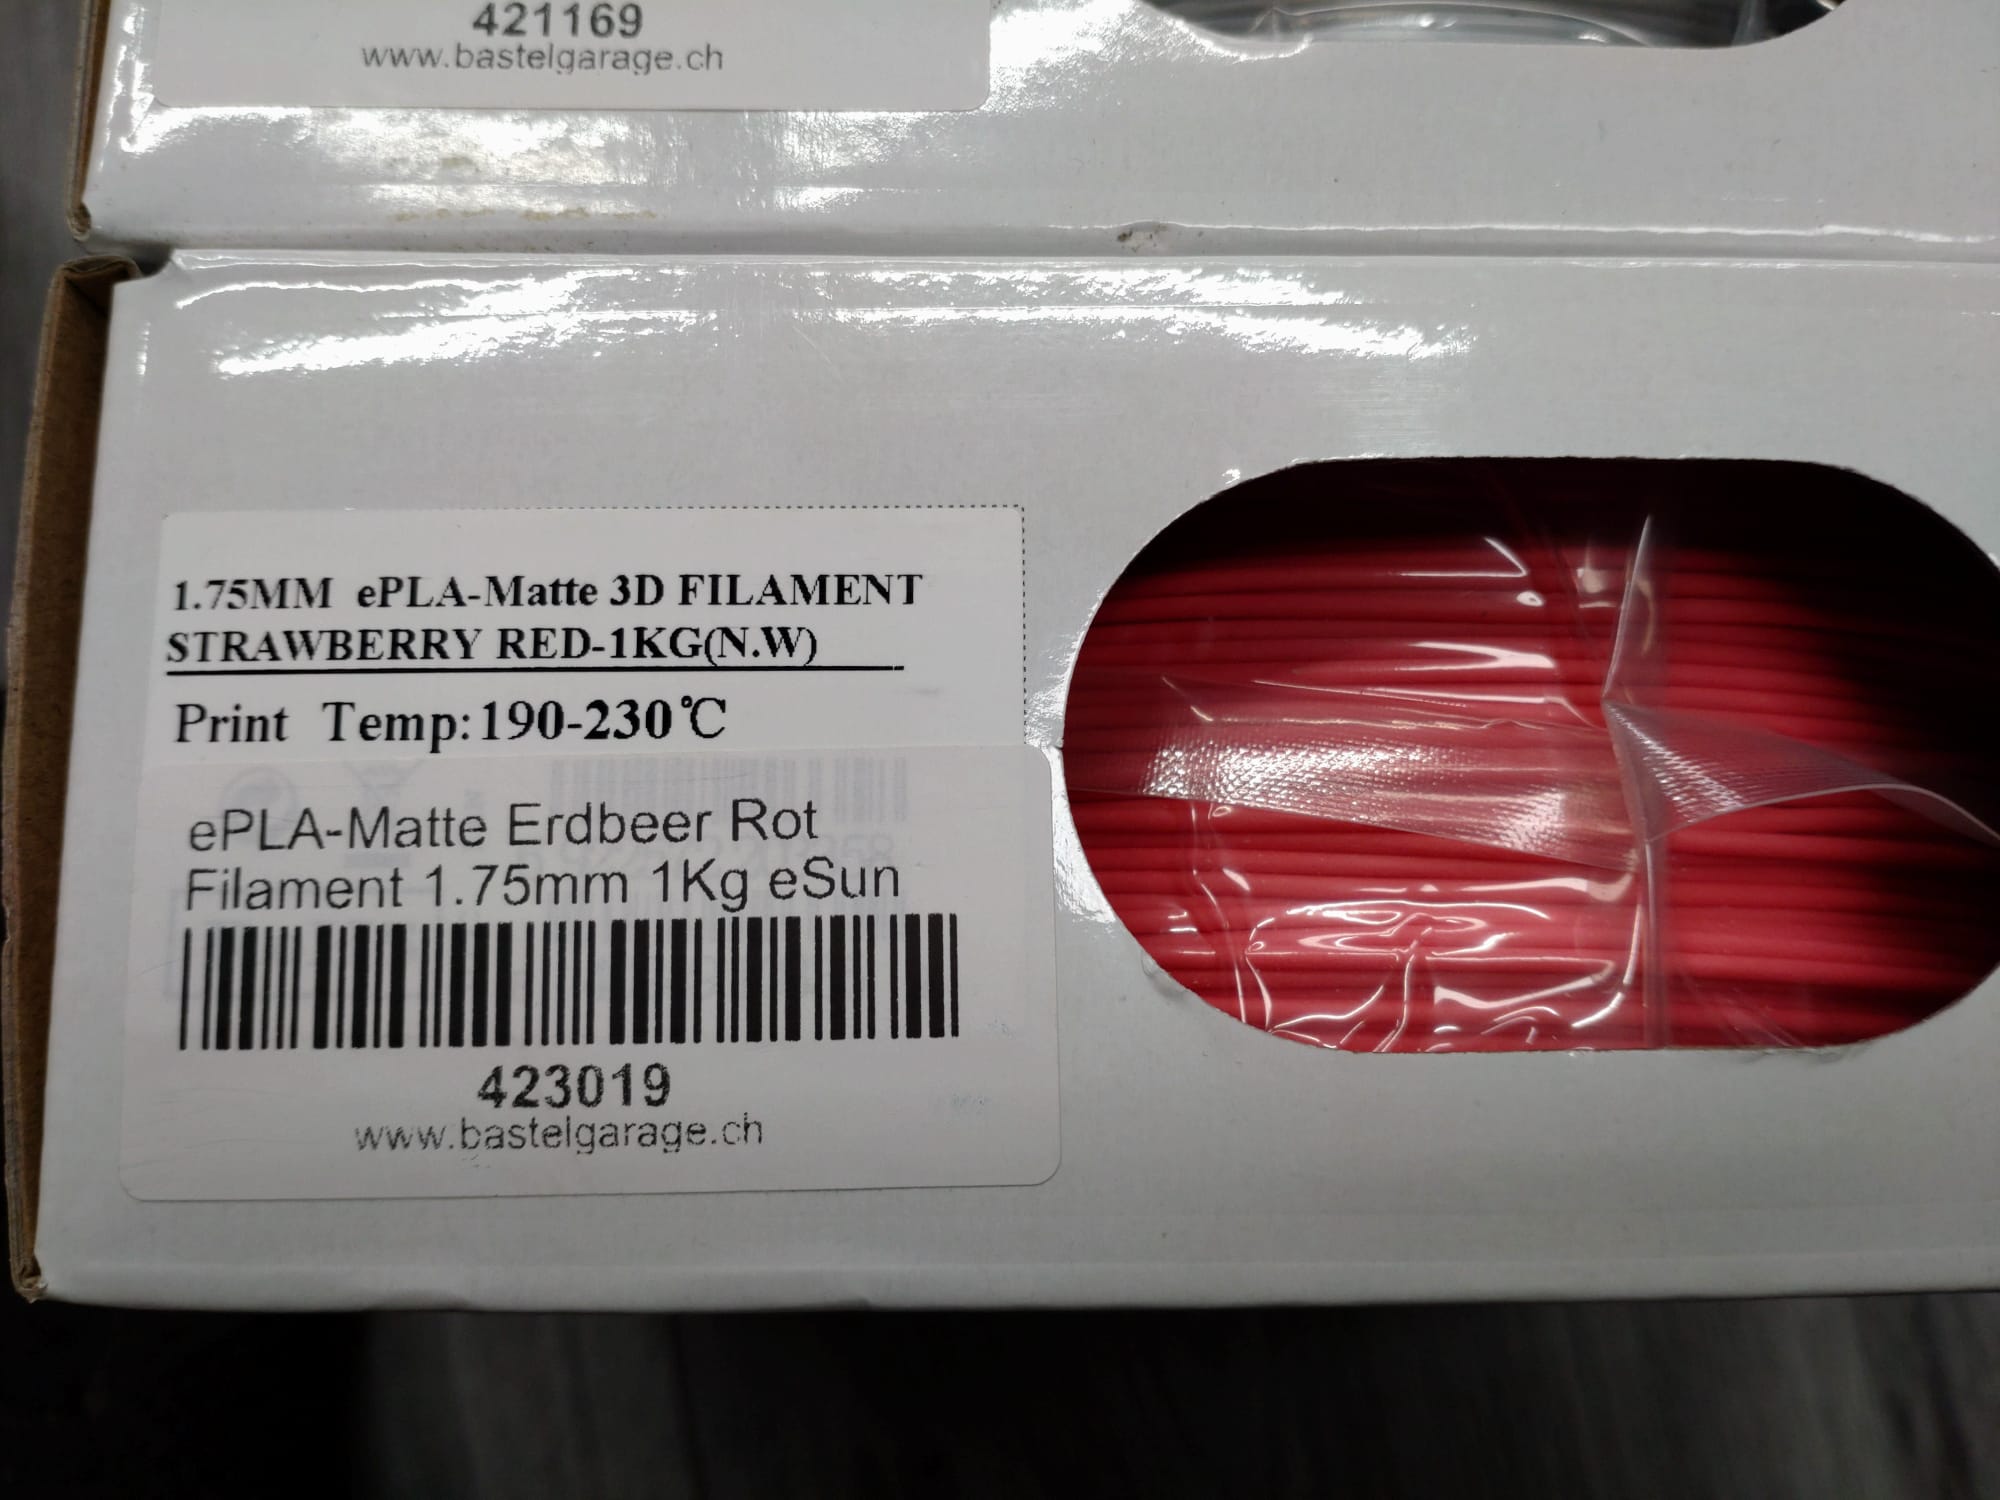 421169
www.bastelgarage.ch
1.75MM ePLA-Matte 3D FILAMENT
STRAWBERRY RED-1KG(N.W)
Print Temp:190-230℃
ePLA-Matte Erdbeer Rot
Filament 1.75mm 1Kg eSun
423019
www.bastelgarage.ch